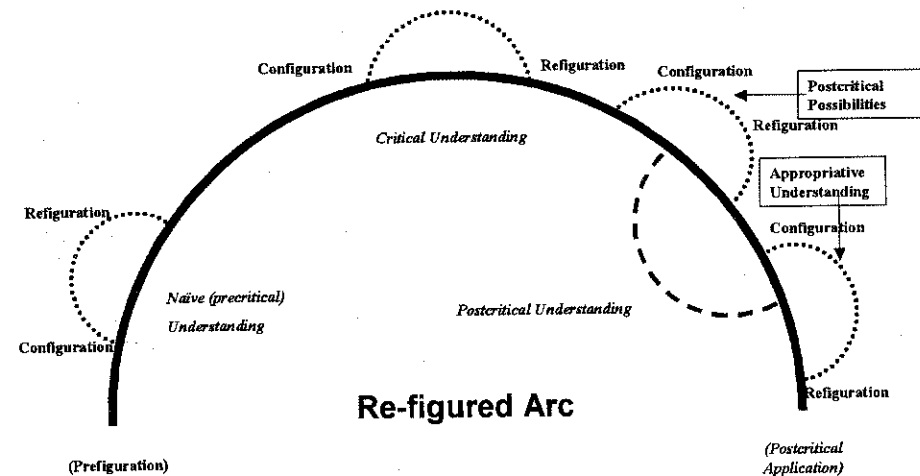 Configuration
Refiguration
Configuration
Postcritical
Possibilities
Critical Understanding
Refiguration
Appropriative
Understanding
Refiguration
Configuration
Naïve (precritical)
Understanding
Postcritical Understanding
Configuration
Re-figured Arc
Refiguration
(Prefiguration)
(Postcritical
Application)